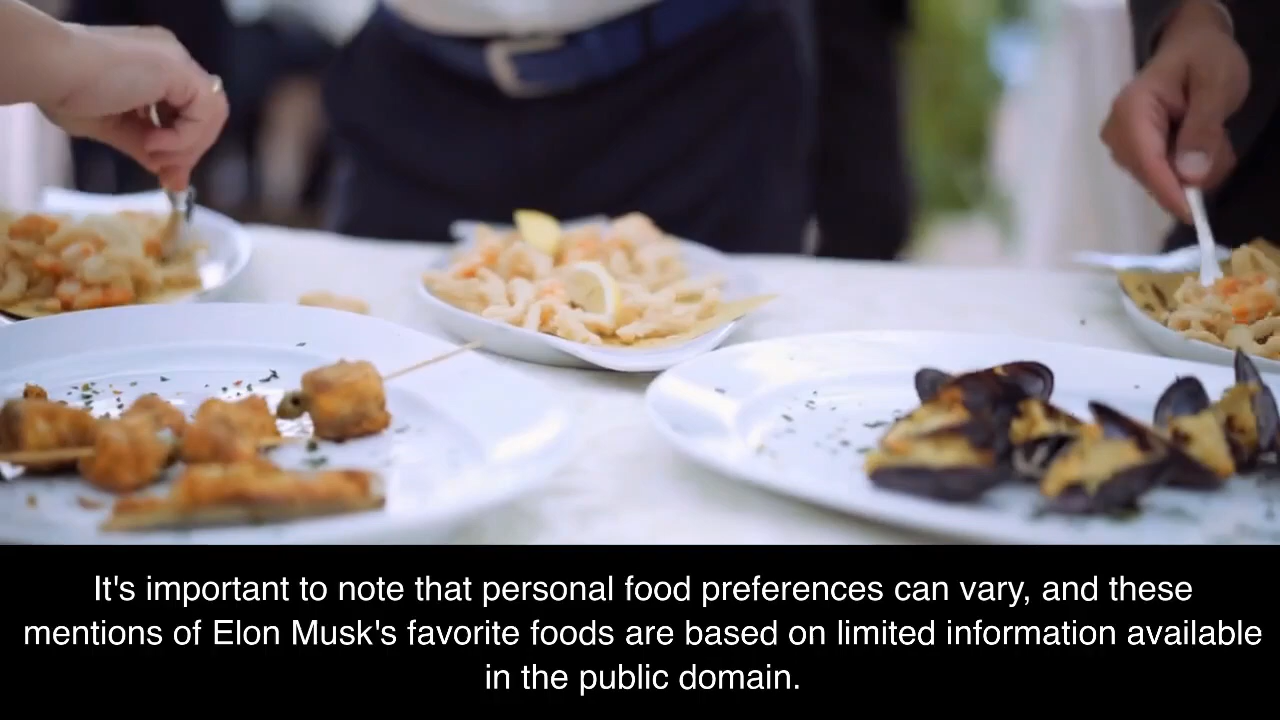 It's important to note that personal food preferences can vary, and these
mentions of Elon Musk's favorite foods are based on limited information available
in the public domain.